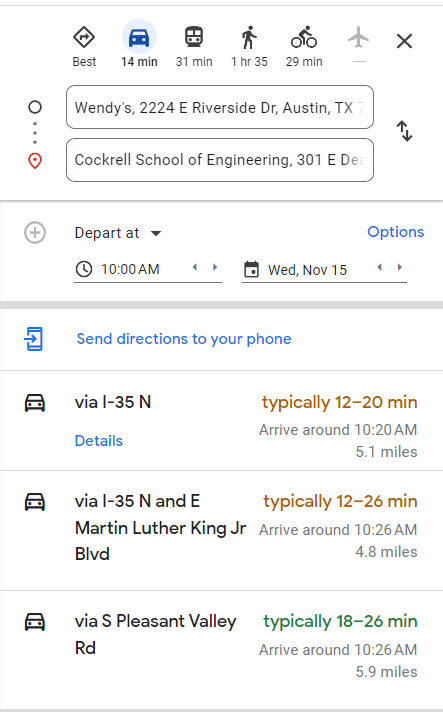 Best
14 min
31 min
1 hr 35
29 min
—
Wendy's, 2224 E Riverside Dr, Austin, TX 7
Cockrell School of Engineering, 301 E Dea
Depart at
Options
10:00 AM
Wed, Nov 15
Send directions to your phone
via I-35 N
typically 12–20 min
Arrive around 10:20 AM
Details
5.1 miles
via I-35 N and E
Martin Luther King Jr
Blvd
typically 12–26 min
Arrive around 10:26 AM
4.8 miles
via S Pleasant Valley
Rd
typically 18–26 min
Arrive around 10:26 AM
5.9 miles